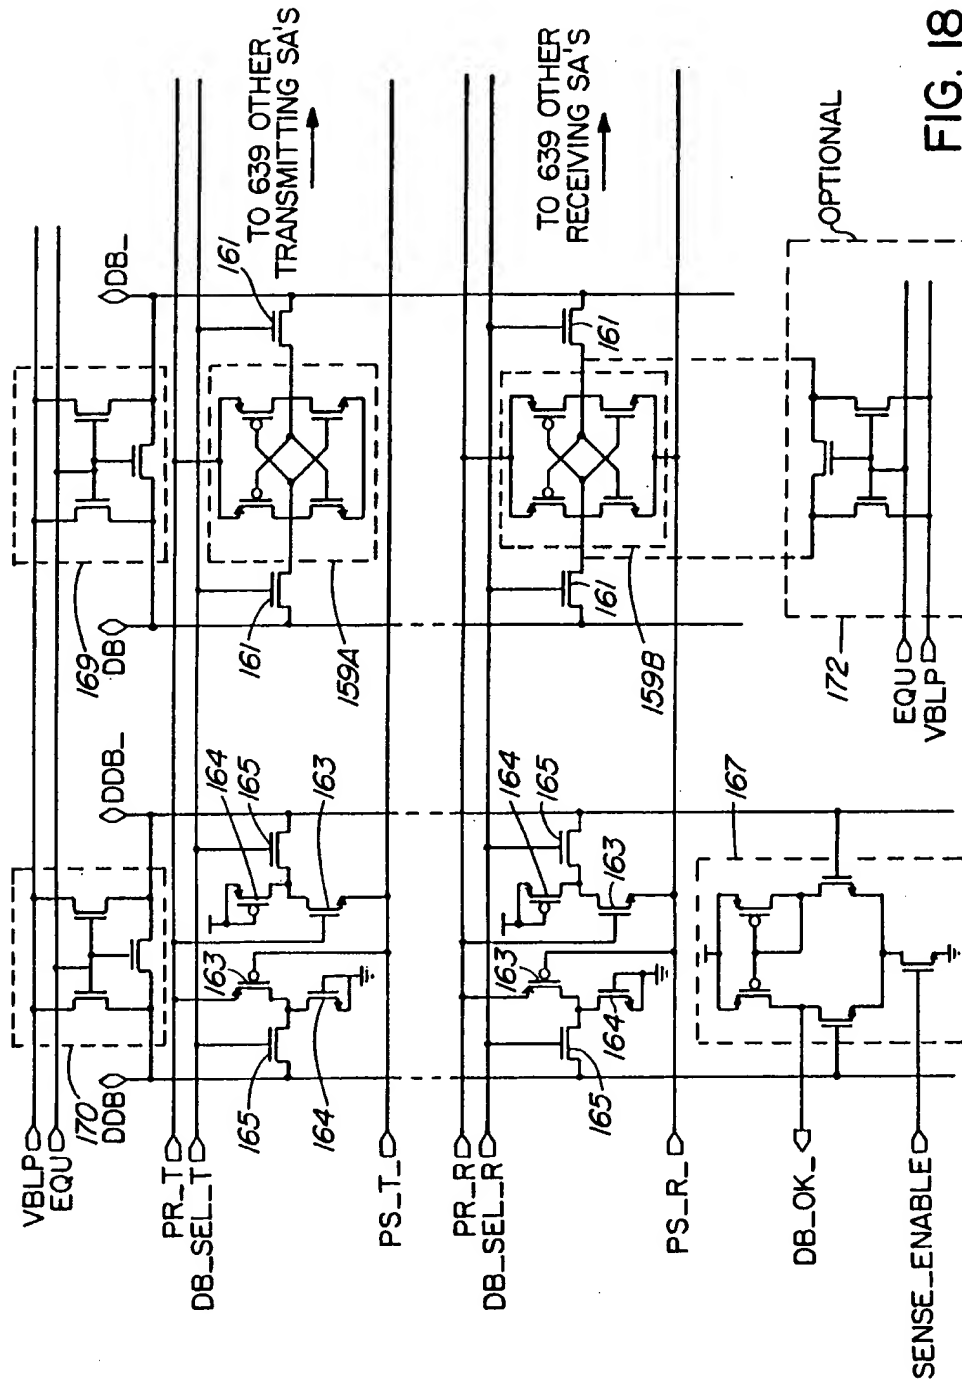 VBLP
EQU
170
DDB
DDB_
169
DB
DB_
PR_T
DB_SEL_T
165
164
163
164
165
163
161
159A
161
TO 639 OTHER
TRANSMITTING SA'S
PS_T_
PR_R
DB_SEL_R
165
164
163
164
165
163
161
159B
161
TO 639 OTHER
RECEIVING SA'S
PS_R_
167
DB_OK_
SENSE_ENABLE
172
OPTIONAL
EQU
VBLP
FIG. 18